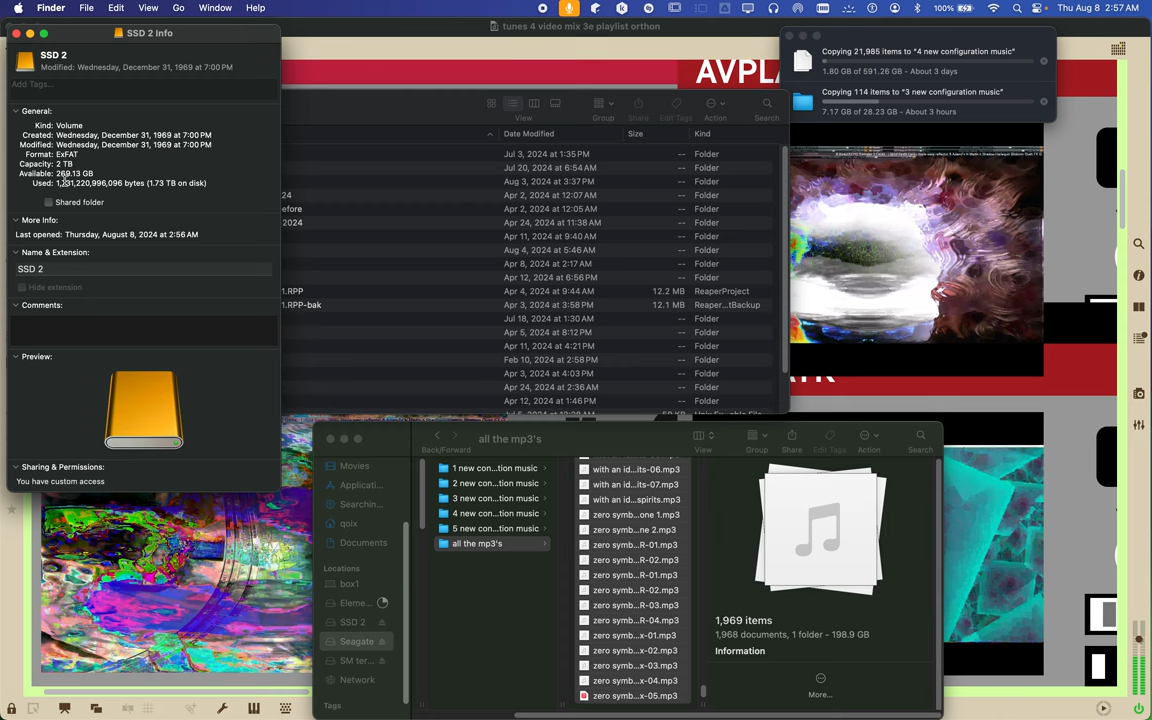 Finder File Edit View Go Window Help
100% Thu Aug 8 2:57 AM
tunes 4 video mix 3e playlist orthon
SSD 2 Info
SSD 2
Modified: Wednesday, December 31, 1969 at 7:00 PM
Add Tags...
General:
Kind: Volume
Created: Wednesday, December 31, 1969 at 7:00 PM
Modified: Wednesday, December 31, 1969 at 7:00 PM
Format: ExFAT
Capacity: 2 TB
Available: 269.13 GB
Used: 1,731,220,996,096 bytes (1.73 TB on disk)
Shared folder
More Info:
Last opened: Thursday, August 8, 2024 at 2:56 AM
Name & Extension:
SSD 2
Hide extension
Comments:
Preview:
Sharing & Permissions:
You have custom access
Copying 21,985 items to "4 new configuration music"
1.80 GB of 591.26 GB - About 3 days
Copying 114 items to "3 new configuration music"
7.17 GB of 28.23 GB - About 3 hours
View Group Share Edit Tags Action Search
Date Modified Size Kind
Jul 3, 2024 at 1:35 PM -- Folder
Jul 20, 2024 at 6:54 AM -- Folder
Aug 3, 2024 at 3:37 PM -- Folder
24 Apr 2, 2024 at 12:07 AM -- Folder
efore Apr 2, 2024 at 12:05 AM -- Folder
2024 Apr 24, 2024 at 11:38 AM -- Folder
Apr 11, 2024 at 9:40 AM -- Folder
Aug 4, 2024 at 5:46 AM -- Folder
Apr 8, 2024 at 2:17 AM -- Folder
Apr 12, 2024 at 6:56 PM -- Folder
1.RPP Apr 4, 2024 at 9:44 AM 12.2 MB ReaperProject
1.RPP-bak Apr 3, 2024 at 3:58 PM 12.1 MB Reaper...tBackup
Jul 18, 2024 at 1:30 AM -- Folder
Apr 5, 2024 at 8:12 PM -- Folder
Apr 11, 2024 at 4:21 PM -- Folder
Feb 10, 2024 at 2:58 PM -- Folder
Apr 3, 2024 at 4:03 PM -- Folder
Apr 24, 2024 at 2:36 AM -- Folder
Apr 12, 2024 at 1:46 PM -- Folder
all the mp3's
Back/Forward View Group Share Edit Tags Action Search
Movies
Applicati...
Searchin...
qoix
Documents
Locations
box1
Eleme...
SSD 2
Seagate
SM ter...
Network
Tags
1 new con...tion music
2 new con...tion music
3 new con...tion music
4 new con...tion music
5 new con...tion music
all the mp3's
with an id...its-06.mp3
with an id...its-07.mp3
with an id...spirits.mp3
zero symb...one 1.mp3
zero symb...ne 2.mp3
zero symb...R-01.mp3
zero symb...R-02.mp3
zero symb...R-01.mp3
zero symb...R-02.mp3
zero symb...R-03.mp3
zero symb...R-04.mp3
zero symb...x-01.mp3
zero symb...x-02.mp3
zero symb...x-03.mp3
zero symb...x-04.mp3
zero symb...x-05.mp3
1,969 items
1,968 documents, 1 folder - 198.9 GB
Information
More...